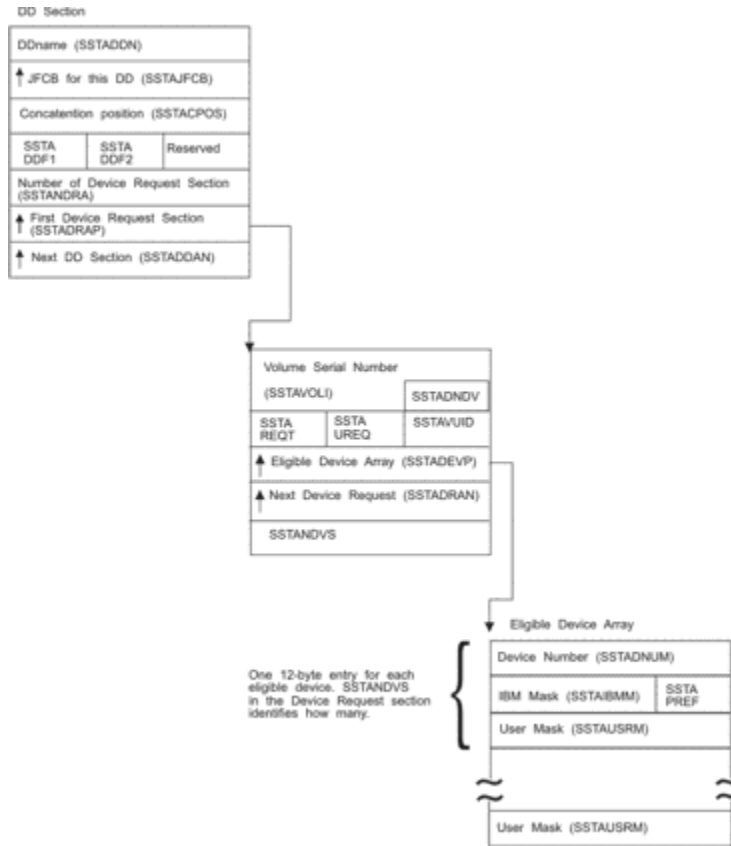 DD Section
DDname (SSTADDN)
JFCB for this DD (SSTAJFCB)
Concatention position (SSTACPOS)
SSTA
DDF1
SSTA
DDF2
Reserved
Number of Device Request Section
(SSTANDRA)
First Device Request Section
(SSTADRAP)
Next DD Section (SSTADDAN)
Volume Serial Number
(SSTAVOLI)
SSTADNDV
SSTA
REQT
SSTA
UREQ
SSTAVUID
Eligible Device Array (SSTADEVP)
Next Device Request (SSTADRAN)
SSTANDVS
Eligible Device Array
One 12-byte entry for each
eligible device. SSTANDVS
in the Device Request section
identifies how many.
Device Number (SSTADNUM)
IBM Mask (SSTAIBMM)
SSTA
PREF
User Mask (SSTAUSRM)
User Mask (SSTAUSRM)